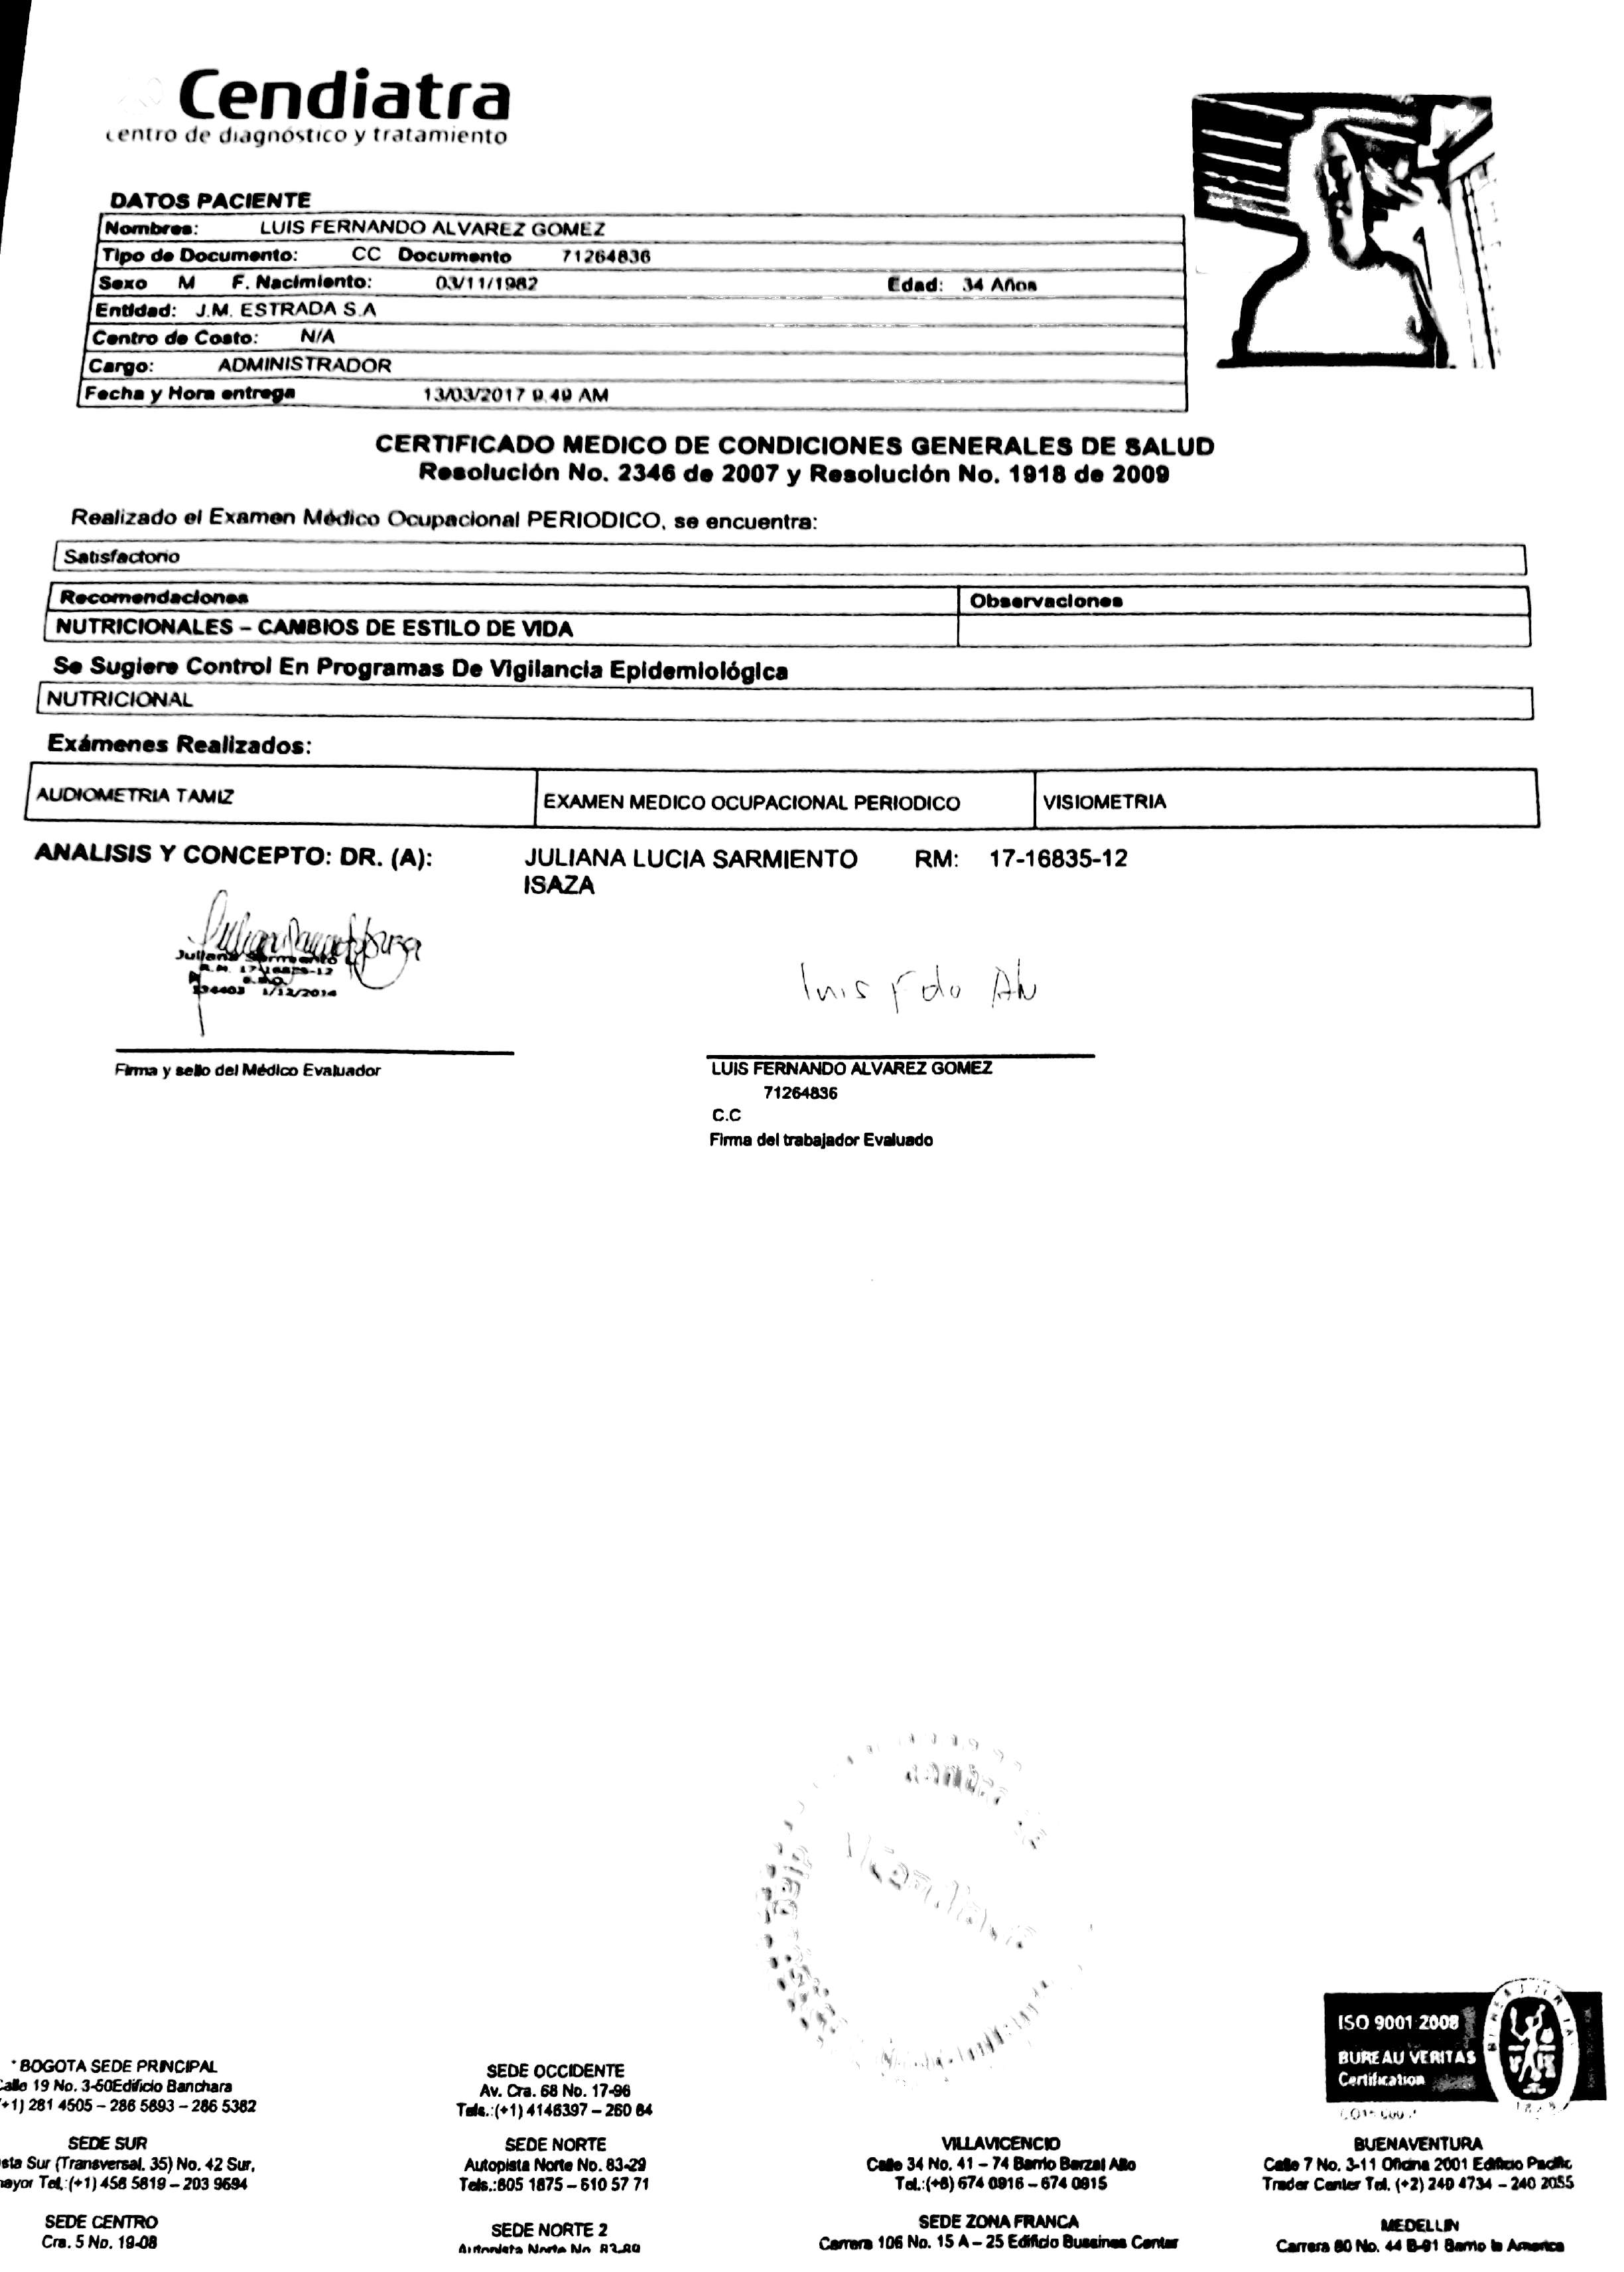 Cendiatra
centro de diagnóstico y tratamiento
DATOS PACIENTE
Nombres: LUIS FERNANDO ALVAREZ GOMEZ
Tipo de Documento: CC Documento 71264836
Sexo M F. Nacimiento: 03/11/1982 Edad: 34 Años
Entidad: J.M. ESTRADA S.A
Centro de Costo: N/A
Cargo: ADMINISTRADOR
Fecha y Hora entrega 13/03/2017 9.49 AM
CERTIFICADO MEDICO DE CONDICIONES GENERALES DE SALUD
Resolución No. 2346 de 2007 y Resolución No. 1918 de 2009
Realizado el Examen Médico Ocupacional PERIODICO, se encuentra:
Satisfactorio
Recomendaciones Observaciones
NUTRICIONALES – CAMBIOS DE ESTILO DE VIDA
Se Sugiere Control En Programas De Vigilancia Epidemiológica
NUTRICIONAL
Exámenes Realizados:
AUDIOMETRIA TAMIZ EXAMEN MEDICO OCUPACIONAL PERIODICO VISIOMETRIA
ANALISIS Y CONCEPTO: DR. (A): JULIANA LUCIA SARMIENTO RM: 17-16835-12
ISAZA
Juliana Sarmiento
1/12/2014
Luis Fdo Alv
Firma y sello del Médico Evaluador
LUIS FERNANDO ALVAREZ GOMEZ
71264836
C.C
Firma del trabajador Evaluado
ISO 9001:2008
BUREAU VERITAS
Certification
1828
* BOGOTA SEDE PRINCIPAL
Calle 19 No. 3-50Edificio Banchara
+1) 281 4505 – 286 5893 – 286 5382
SEDE OCCIDENTE
Av. Cra. 68 No. 17-96
Tels.:(+1) 4146397 – 260 84
SEDE SUR
sta Sur (Transversal. 35) No. 42 Sur,
ayor Tel.:(+1) 458 5819 – 203 9694
SEDE NORTE
Autopista Norte No. 83-29
Tels.:805 1875 – 610 57 71
VILLAVICENCIO
Calle 34 No. 41 – 74 Barrio Barzal Alto
Tel.:(+8) 674 0916 – 674 0915
BUENAVENTURA
Calle 7 No. 3-11 Oficina 2001 Edificio Pacific
Trader Center Tel. (+2) 240 4734 – 240 2055
SEDE CENTRO
Cra. 5 No. 19-08
SEDE NORTE 2
Autopista Norte No. 83-89
SEDE ZONA FRANCA
Carrera 106 No. 15 A – 25 Edificio Bussines Center
MEDELLIN
Carrera 80 No. 44 B-91 Barrio la America